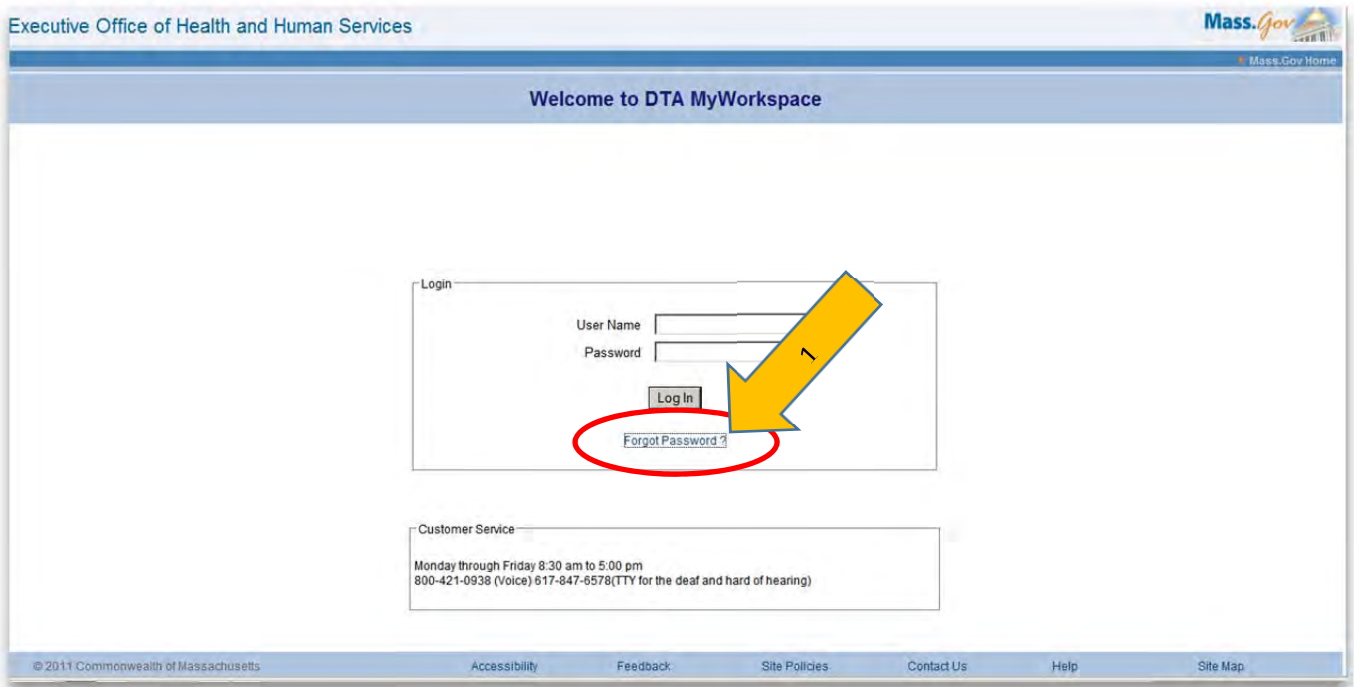 Executive Office of Health and Human Services
Mass.Gov
Mass.Gov Home
Welcome to DTA MyWorkspace
Login
User Name
Password
1
Log In
Forgot Password ?
Customer Service
Monday through Friday 8:30 am to 5:00 pm
800-421-0938 (Voice) 617-847-6578(TTY for the deaf and hard of hearing)
© 2011 Commonwealth of Massachusetts Accessibility Feedback Site Policies Contact Us Help Site Map